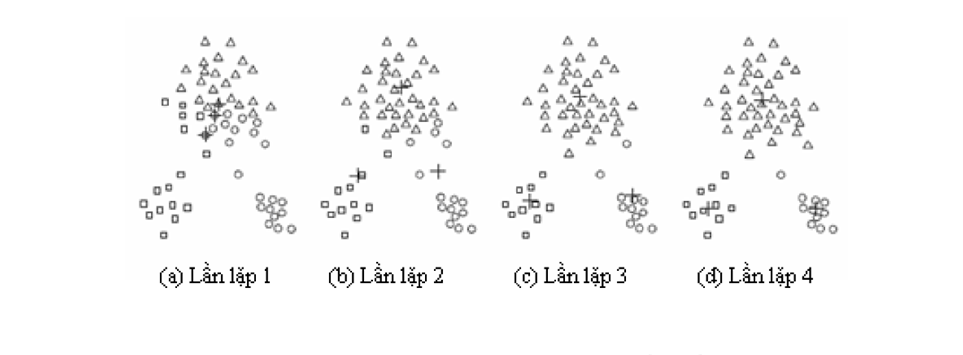 (a) Lần lặp 1
(b) Lần lặp 2
(c) Lần lặp 3
(d) Lần lặp 4